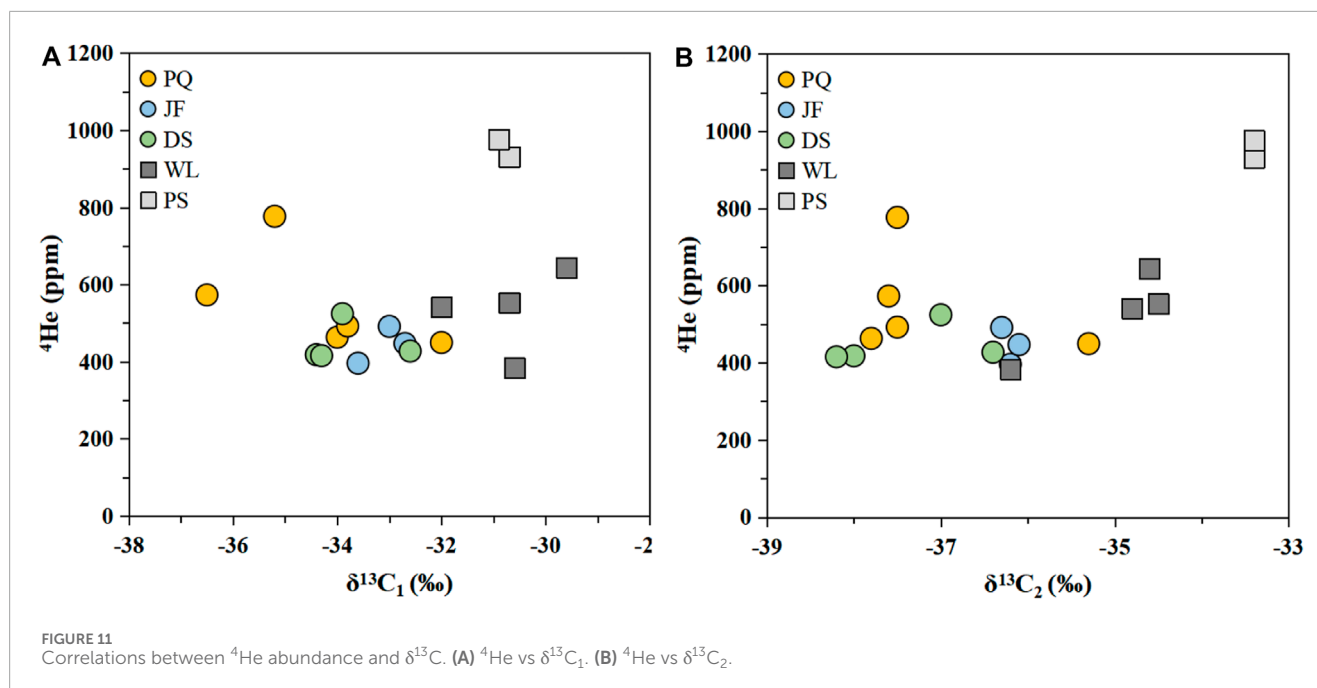 A
⁴He (ppm)
1200
1000
800
600
400
200
0
PQ
JF
DS
WL
PS
-38
-36
-34
-32
-30
-2
δ¹³C₁ (‰)
B
⁴He (ppm)
1200
1000
800
600
400
200
0
PQ
JF
DS
WL
PS
-39
-37
-35
-33
δ¹³C₂ (‰)
FIGURE 11
Correlations between ⁴He abundance and δ¹³C. (A) ⁴He vs δ¹³C₁. (B) ⁴He vs δ¹³C₂.